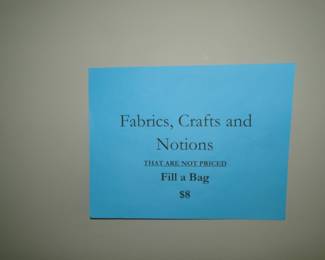 Fabrics, Crafts and
Notions
THAT ARE NOT PRICED
Fill a Bag
$8